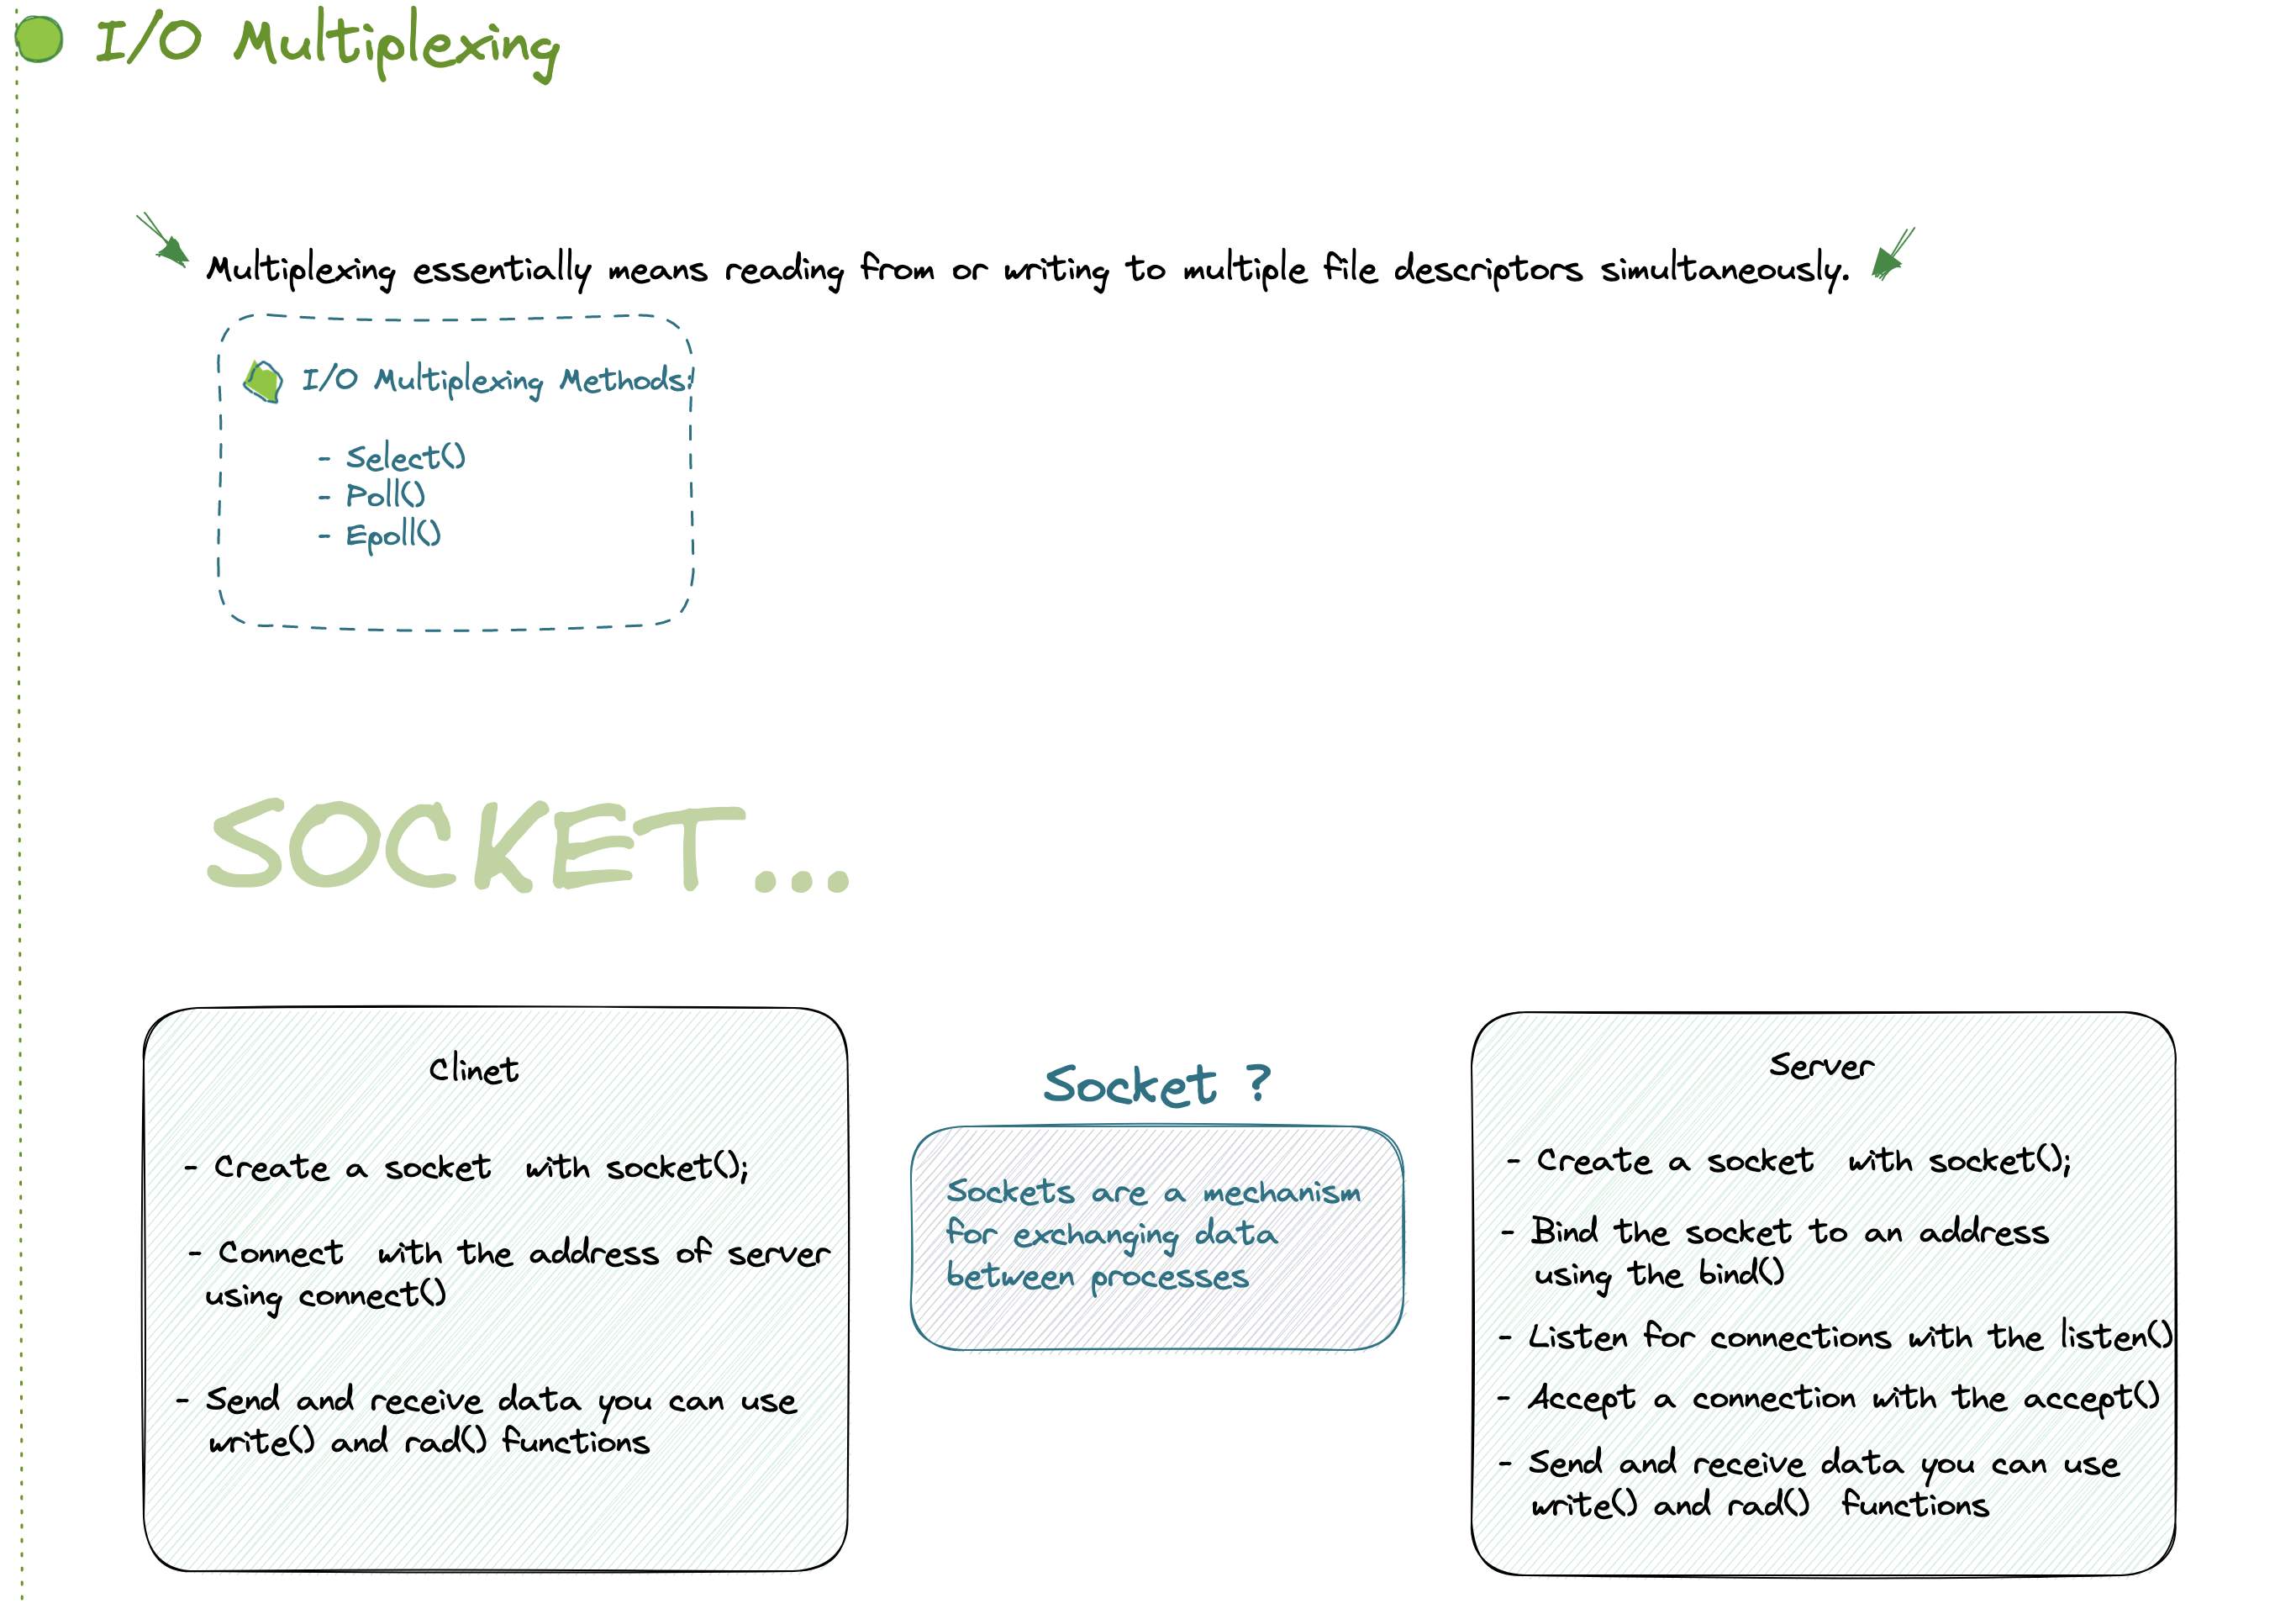 I/O Multiplexing
Multiplexing essentially means reading from or writing to multiple file descriptors simultaneously.
I/O Multiplexing Methods:
- Select()
- Poll()
- Epoll()
SOCKET...
Clinet
- Create a socket with socket();
- Connect with the address of server
using connect()
- Send and receive data you can use
write() and rad() functions
Socket ?
Sockets are a mechanism
for exchanging data
between processes
Server
- Create a socket with socket();
- Bind the socket to an address
using the bind()
- Listen for connections with the listen()
- Accept a connection with the accept()
- Send and receive data you can use
write() and rad() functions